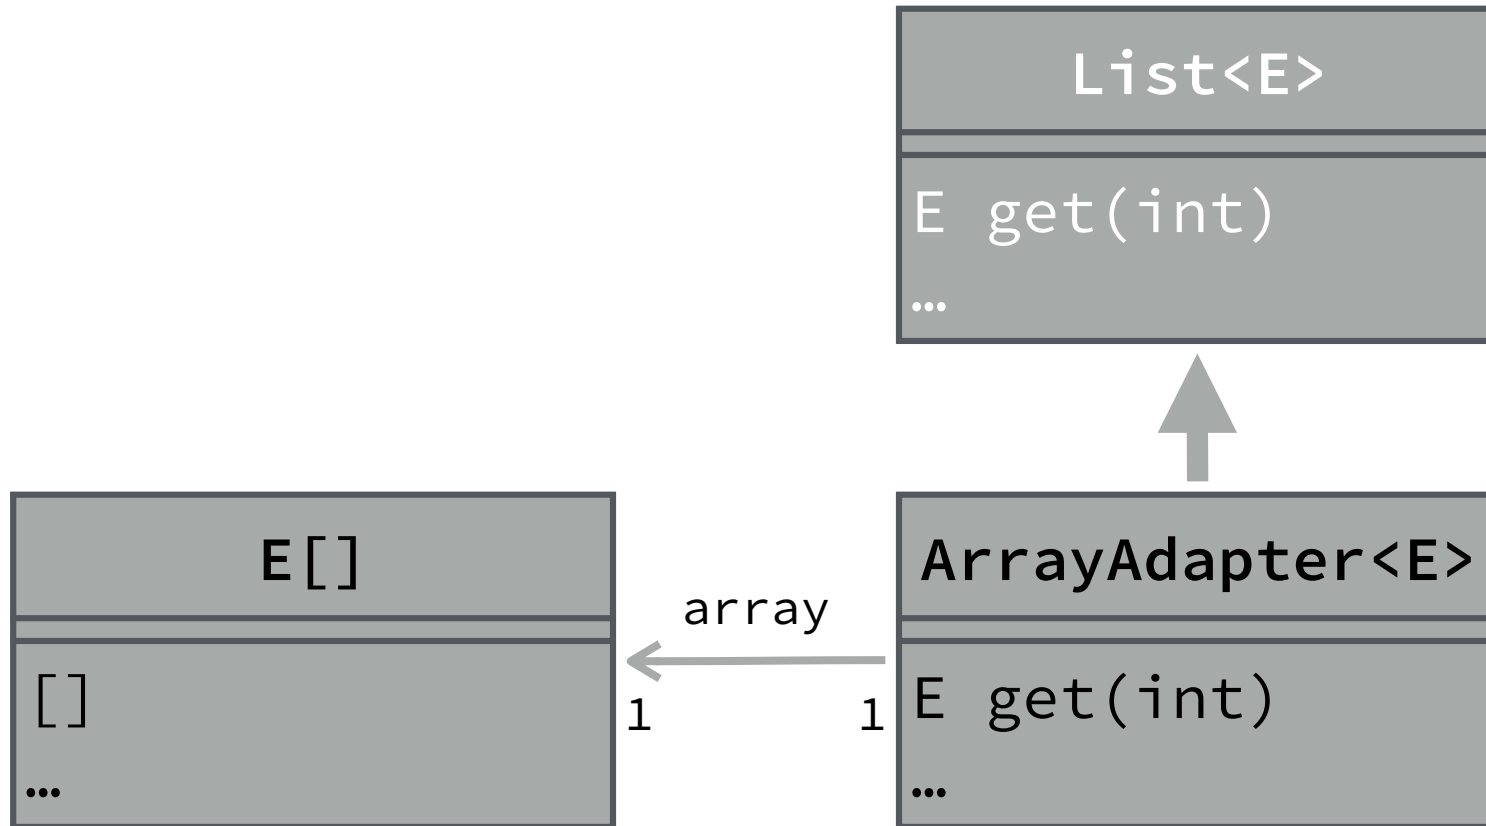 List<E>
E get(int)
…
E[]
[]
…
array
1
1
ArrayAdapter<E>
E get(int)
…